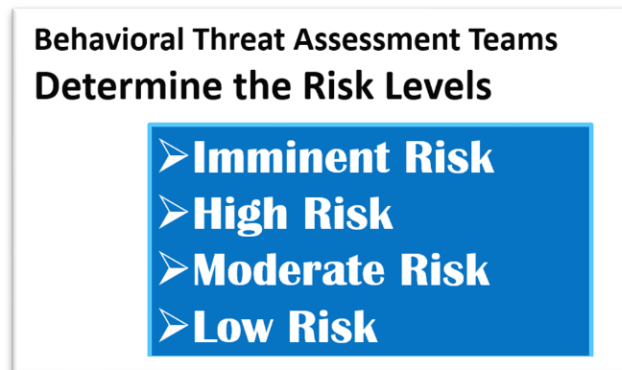 Behavioral Threat Assessment Teams
Determine the Risk Levels
➢Imminent Risk
➢High Risk
➢Moderate Risk
➢Low Risk